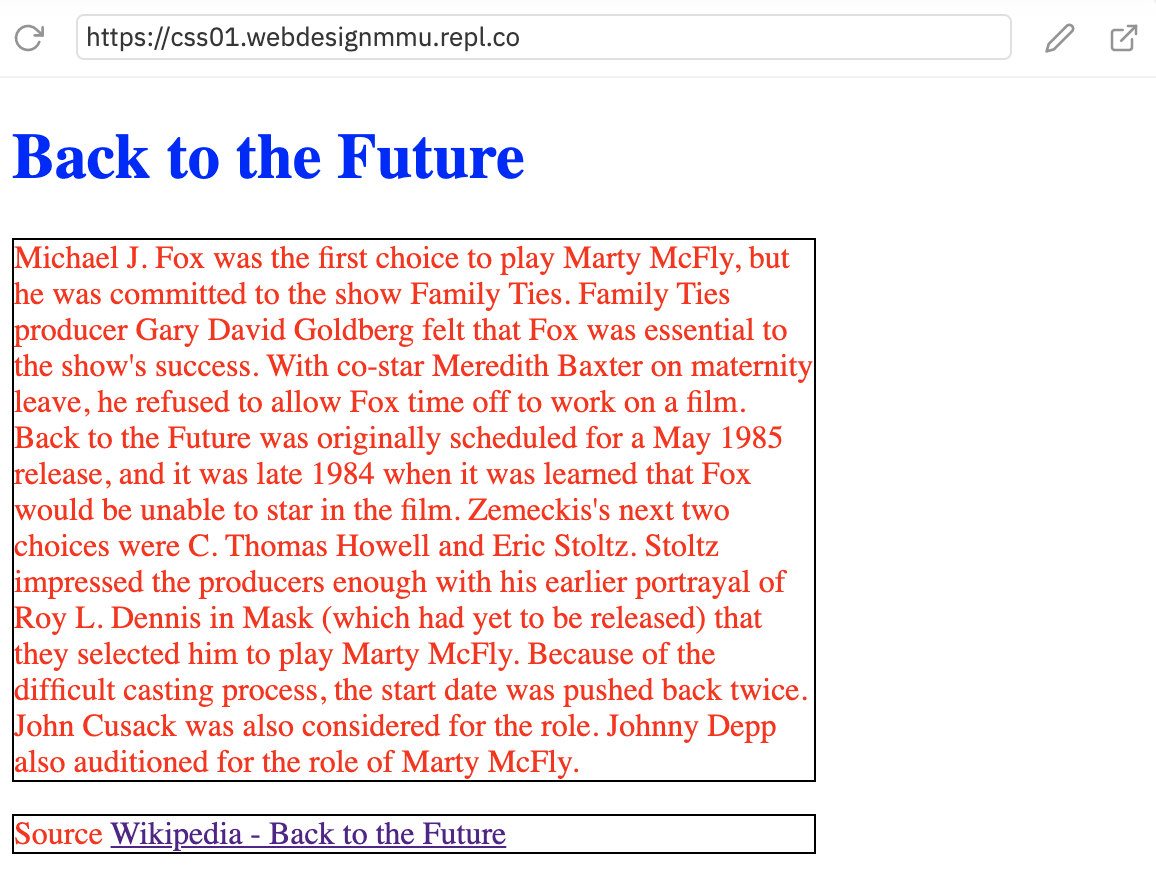 https://css01.webdesignmmu.repl.co
Back to the Future
Michael J. Fox was the first choice to play Marty McFly, but
he was committed to the show Family Ties. Family Ties
producer Gary David Goldberg felt that Fox was essential to
the show's success. With co-star Meredith Baxter on maternity
leave, he refused to allow Fox time off to work on a film.
Back to the Future was originally scheduled for a May 1985
release, and it was late 1984 when it was learned that Fox
would be unable to star in the film. Zemeckis's next two
choices were C. Thomas Howell and Eric Stoltz. Stoltz
impressed the producers enough with his earlier portrayal of
Roy L. Dennis in Mask (which had yet to be released) that
they selected him to play Marty McFly. Because of the
difficult casting process, the start date was pushed back twice.
John Cusack was also considered for the role. Johnny Depp
also auditioned for the role of Marty McFly.
Source Wikipedia - Back to the Future